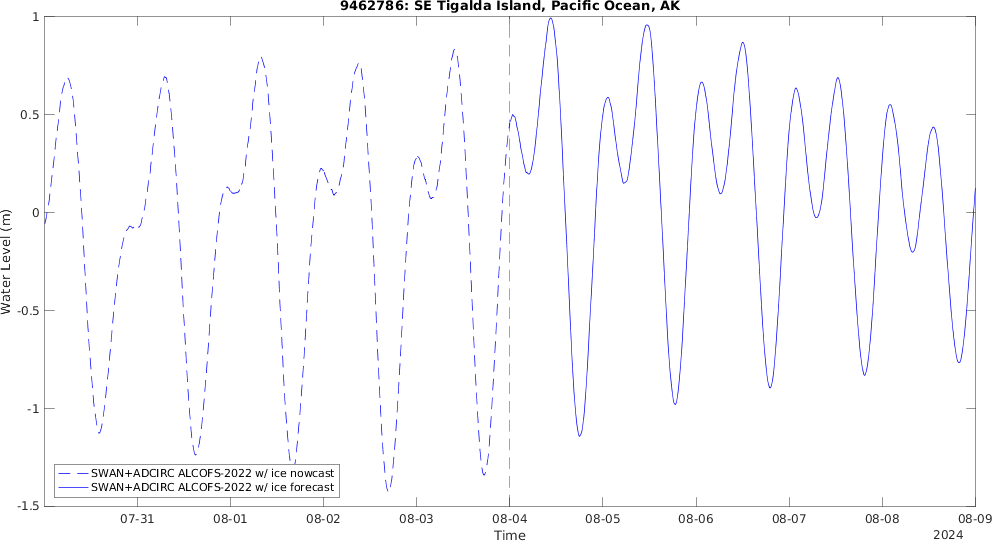 9462786: SE Tigalda Island, Pacific Ocean, AK
1
0.5
0
-0.5
-1
-1.5
Water Level (m)
SWAN+ADCIRC ALCOFS-2022 w/ ice nowcast
SWAN+ADCIRC ALCOFS-2022 w/ ice forecast
07-31 08-01 08-02 08-03 08-04 08-05 08-06 08-07 08-08 08-09
Time
2024